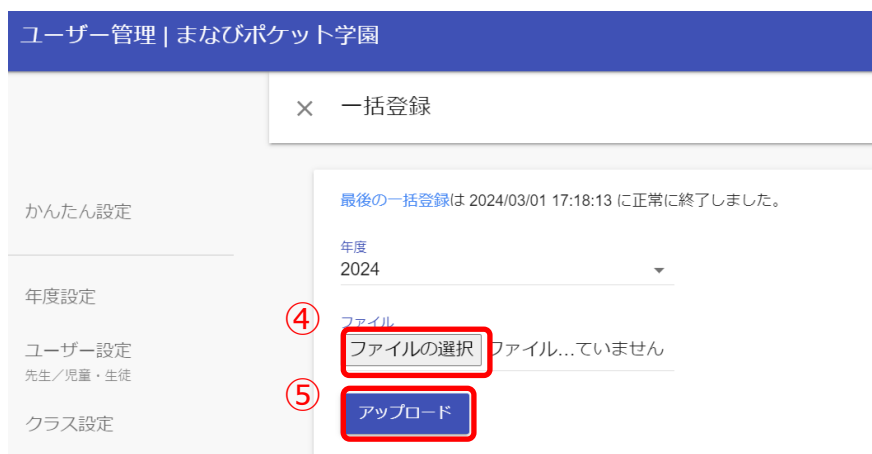 ユーザー管理 | まなびポケット学園
× 一括登録
かんたん設定
年度設定
ユーザー設定
先生／児童・生徒
クラス設定
最後の一括登録は 2024/03/01 17:18:13 に正常に終了しました。
年度
2024
④
ファイル
ファイルの選択 ファイル…ていません
⑤
アップロード